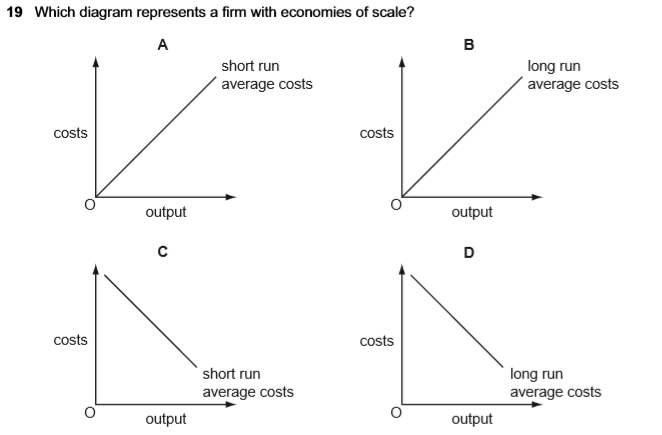 19 Which diagram represents a firm with economies of scale?
A
short run
average costs
costs
O
output
B
long run
average costs
costs
O
output
C
costs
short run
average costs
O
output
D
costs
long run
average costs
O
output